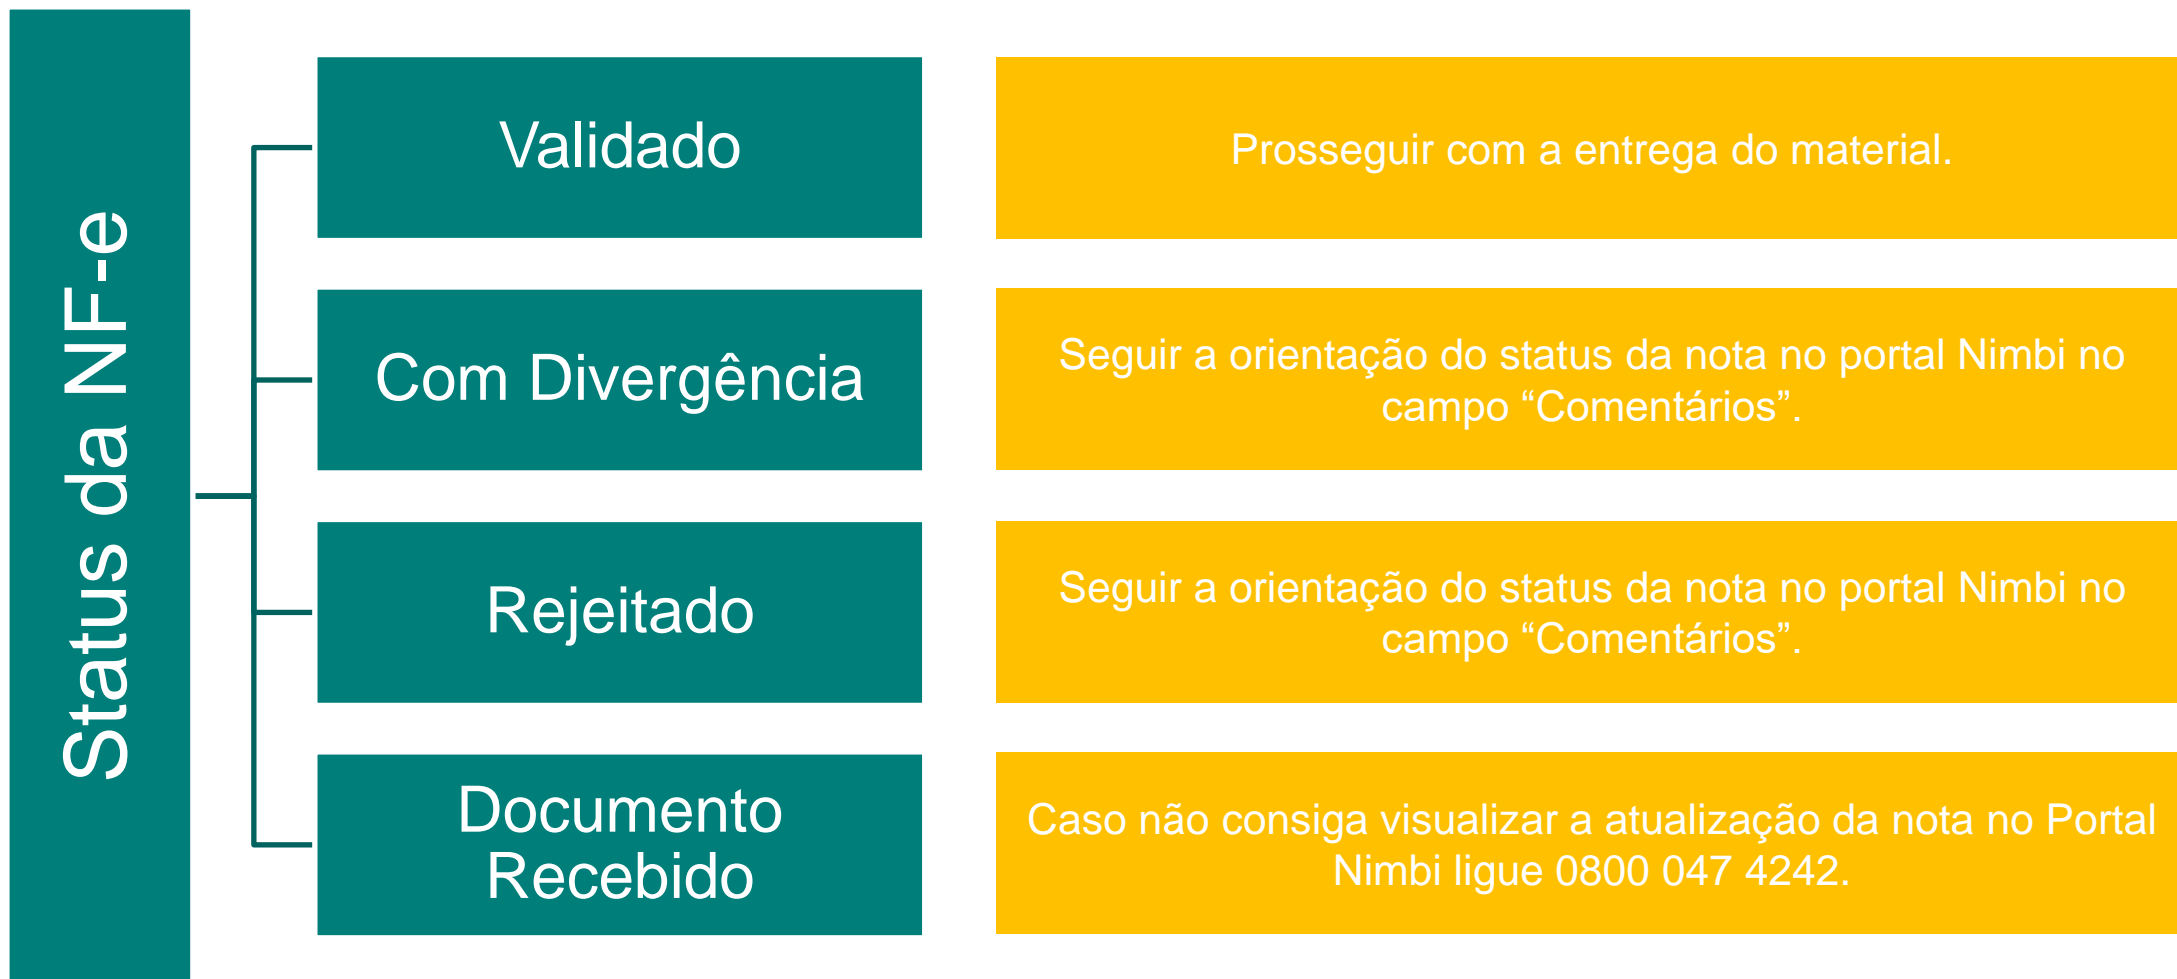 Status da NF-e
Validado
Prosseguir com a entrega do material.
Com Divergência
Seguir a orientação do status da nota no portal Nimbi no
campo “Comentários”.
Rejeitado
Seguir a orientação do status da nota no portal Nimbi no
campo “Comentários”.
Documento
Recebido
Caso não consiga visualizar a atualização da nota no Portal
Nimbi ligue 0800 047 4242.